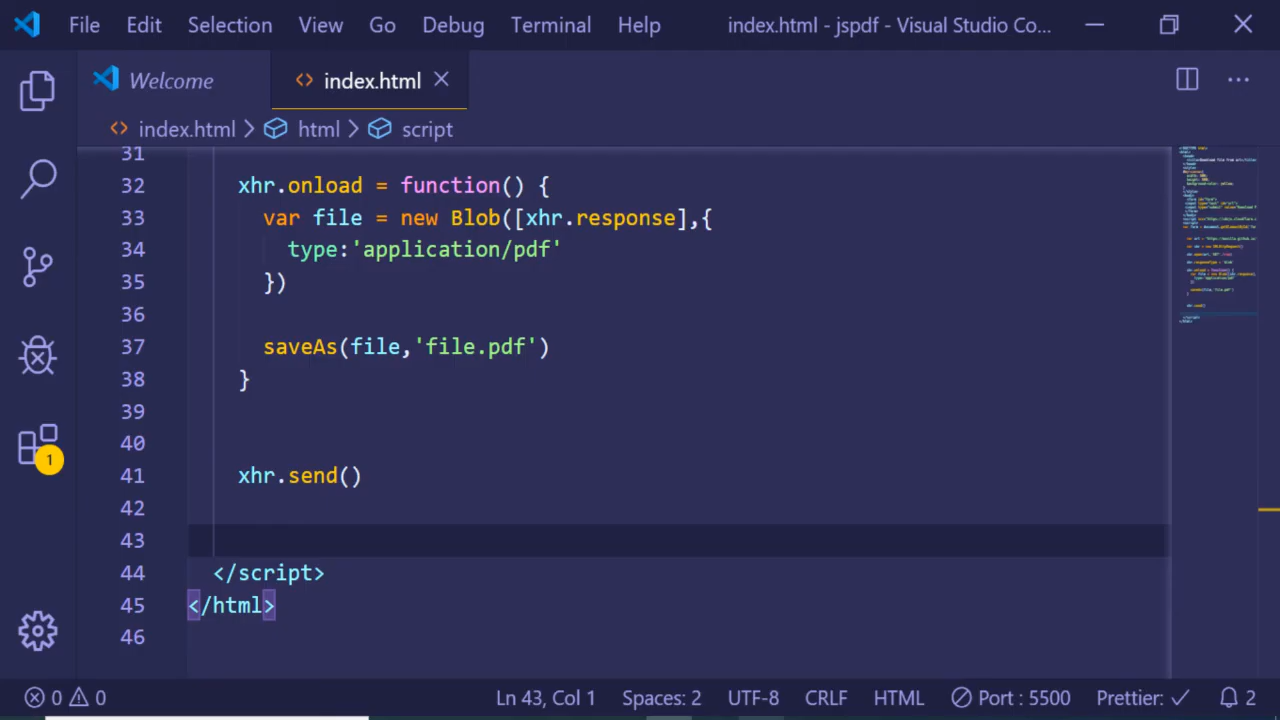 File Edit Selection View Go Debug Terminal Help index.html - jspdf - Visual Studio Co...
Welcome index.html
index.html > html > script
31
32 xhr.onload = function() {
33 var file = new Blob([xhr.response],{
34 type:'application/pdf'
35 })
36
37 saveAs(file,'file.pdf')
38 }
39
40
41 xhr.send()
42
43
44 </script>
45 </html>
46
1
0 0 Ln 43, Col 1 Spaces: 2 UTF-8 CRLF HTML Port : 5500 Prettier: ✓ 2